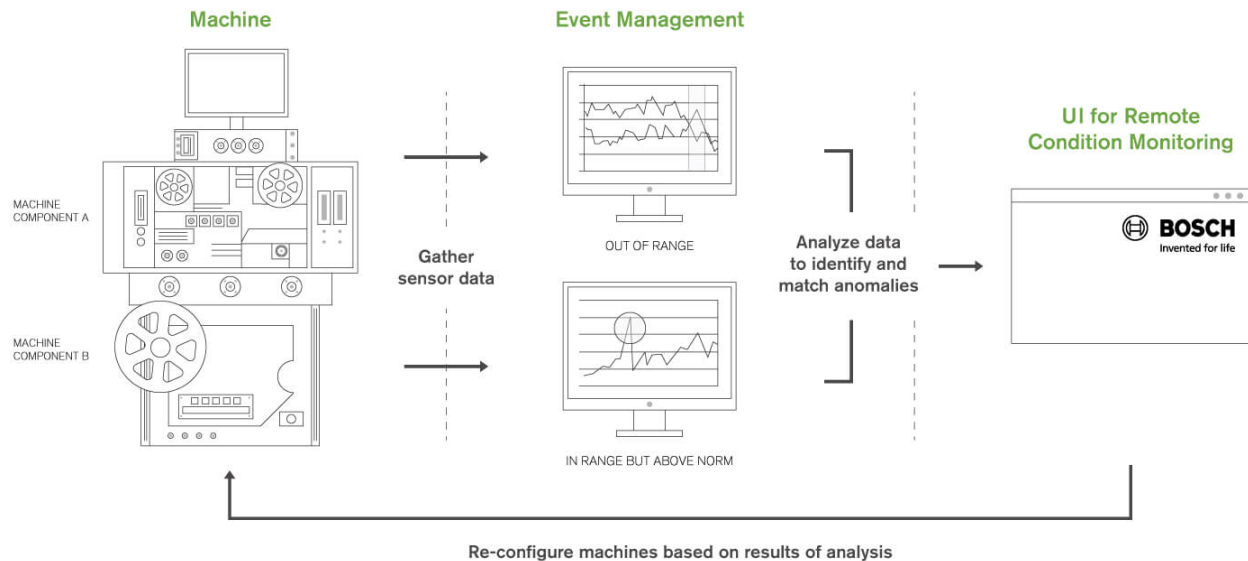 Machine
Event Management
UI for Remote
Condition Monitoring
MACHINE
COMPONENT A
Gather
sensor data
OUT OF RANGE
Analyze data
to identify and
match anomalies
BOSCH
Invented for life
MACHINE
COMPONENT B
IN RANGE BUT ABOVE NORM
Re-configure machines based on results of analysis